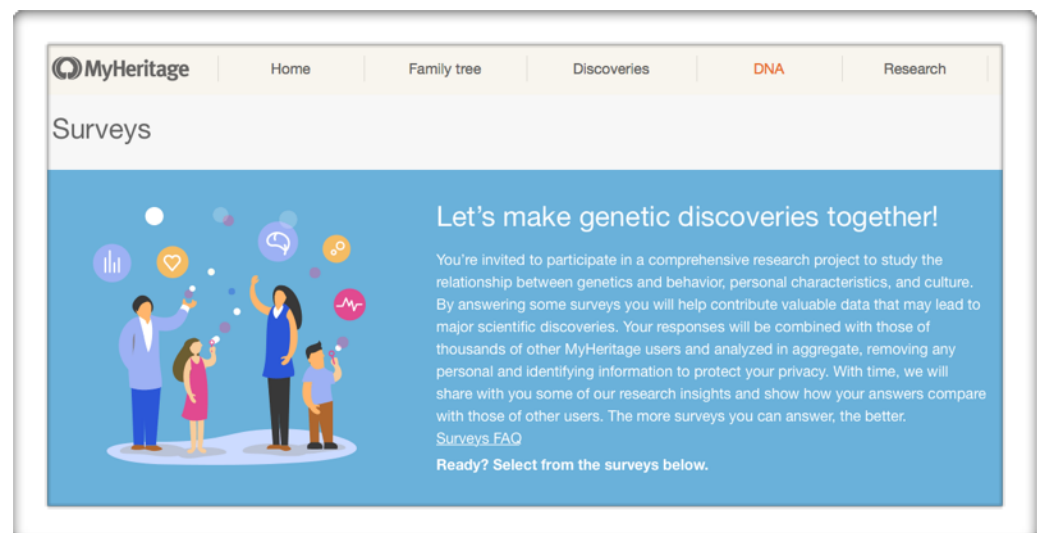 MyHeritage Home Family tree Discoveries DNA Research
Surveys
Let's make genetic discoveries together!
You're invited to participate in a comprehensive research project to study the
relationship between genetics and behavior, personal characteristics, and culture.
By answering some surveys you will help contribute valuable data that may lead to
major scientific discoveries. Your responses will be combined with those of
thousands of other MyHeritage users and analyzed in aggregate, removing any
personal and identifying information to protect your privacy. With time, we will
share with you some of our research insights and show how your answers compare
with those of other users. The more surveys you can answer, the better.
Surveys FAQ
Ready? Select from the surveys below.